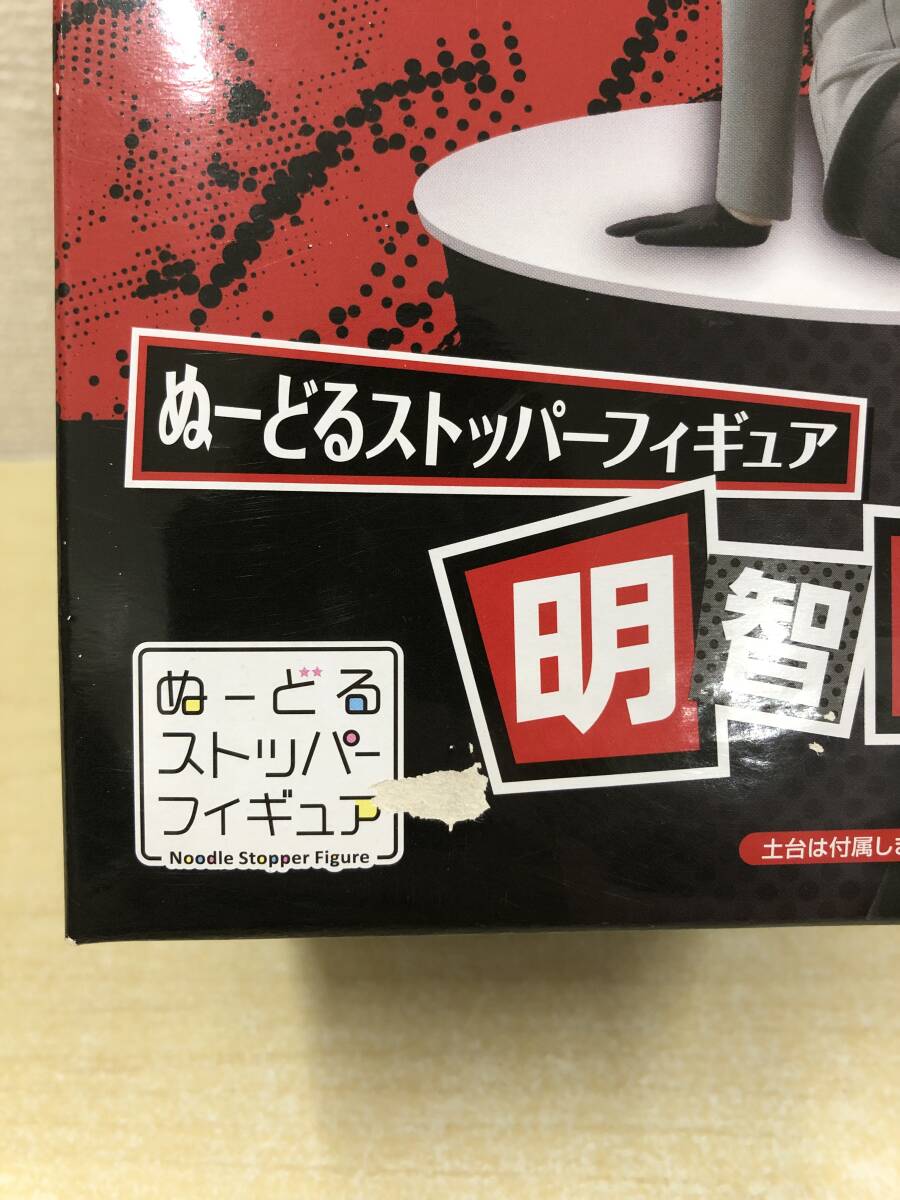 ぬーどるストッパーフィギュア
明智
ぬーどる
ストッパー
フィギュア
Noodle Stopper Figure
土台は付属しま